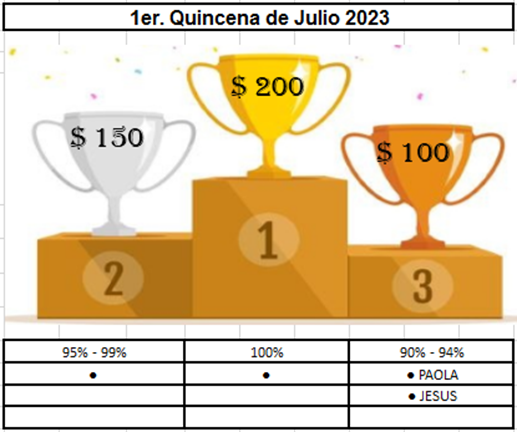 1er. Quincena de Julio 2023
$ 200
$ 150
$ 100
1
2
3
95% - 99% 100% 90% - 94%
● ● ● PAOLA
● JESUS